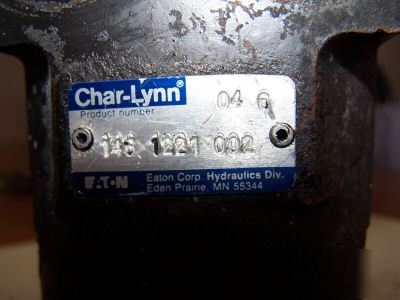 Char-Lynn® 04 6
Product number
146 1221 002
EATON Eaton Corp. Hydraulics Div.
Eden Prairie, MN 55344